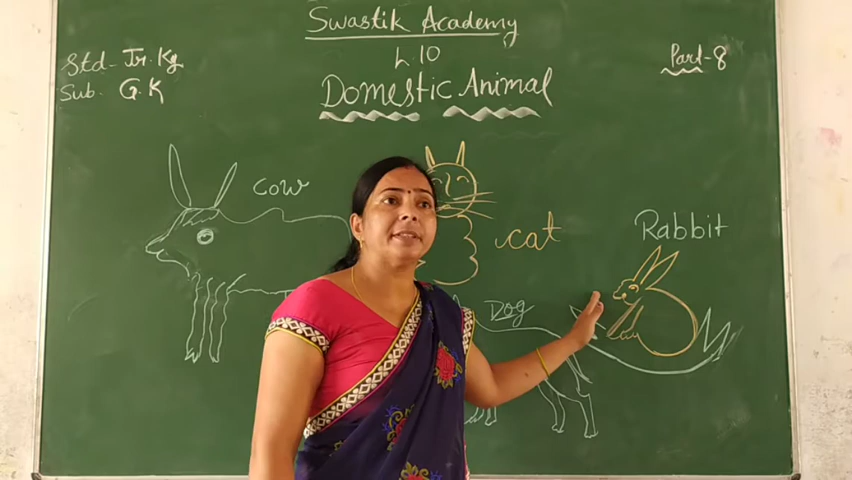 Swastik Academy
Std- Jr. Kg
L. 10
Part-8
Sub. G.K
Domestic Animal
cow
cat
Rabbit
Dog